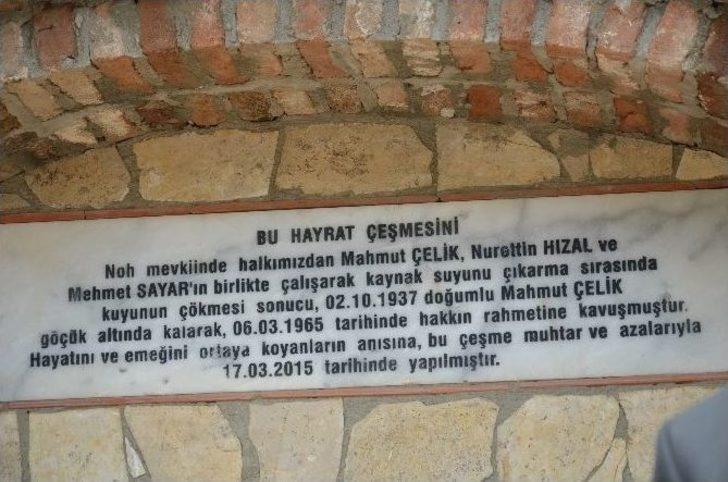 BU HAYRAT ÇEŞMESİNİ
Noh mevkiinde halkımızdan Mahmut ÇELİK, Nurettin HIZAL ve
Mehmet SAYAR'ın birlikte çalışarak kaynak suyunu çıkarma sırasında
kuyunun çökmesi sonucu, 02.10.1937 doğumlu Mahmut ÇELİK
göçük altında kalarak, 06.03.1965 tarihinde hakkın rahmetine kavuşmuştur.
Hayatını ve emeğini ortaya koyanların anısına, bu çeşme muhtar ve azalarıyla
17.03.2015 tarihinde yapılmıştır.